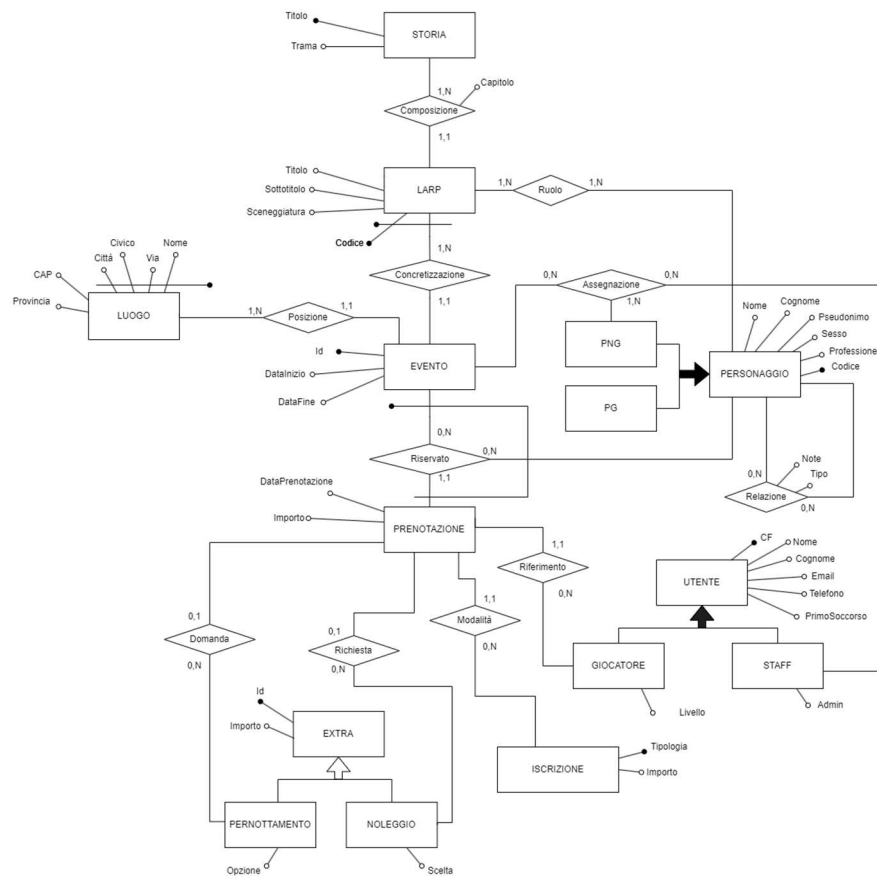 Titolo
STORIA
Trama
1,N
Capitolo
Composizione
1,1
Titolo
LARP
1,N
Ruolo
1,N
Sottotitolo
Sceneggiatura
Codice
1,N
Civico
Nome
Cittá
Via
CAP
Concretizzazione
0,N
Assegnazione
0,N
Provincia
LUOGO
1,N
Posizione
1,1
1,1
1,N
Nome
Cognome
Pseudonimo
Sesso
Professione
Codice
Id
EVENTO
PNG
PERSONAGGIO
DataInizio
DataFine
PG
0,N
Riservato
0,N
1,1
0,N
Note
Tipo
Relazione
0,N
DataPrenotazione
Importo
PRENOTAZIONE
1,1
Riferimento
0,N
CF
Nome
Cognome
UTENTE
Email
Telefono
PrimoSoccorso
0,1
Domanda
0,N
0,1
Richiesta
0,N
1,1
Modalitá
0,N
GIOCATORE
STAFF
Livello
Admin
Id
Importo
EXTRA
Tipologia
ISCRIZIONE
Importo
PERNOTTAMENTO
NOLEGGIO
Opzione
Scelta